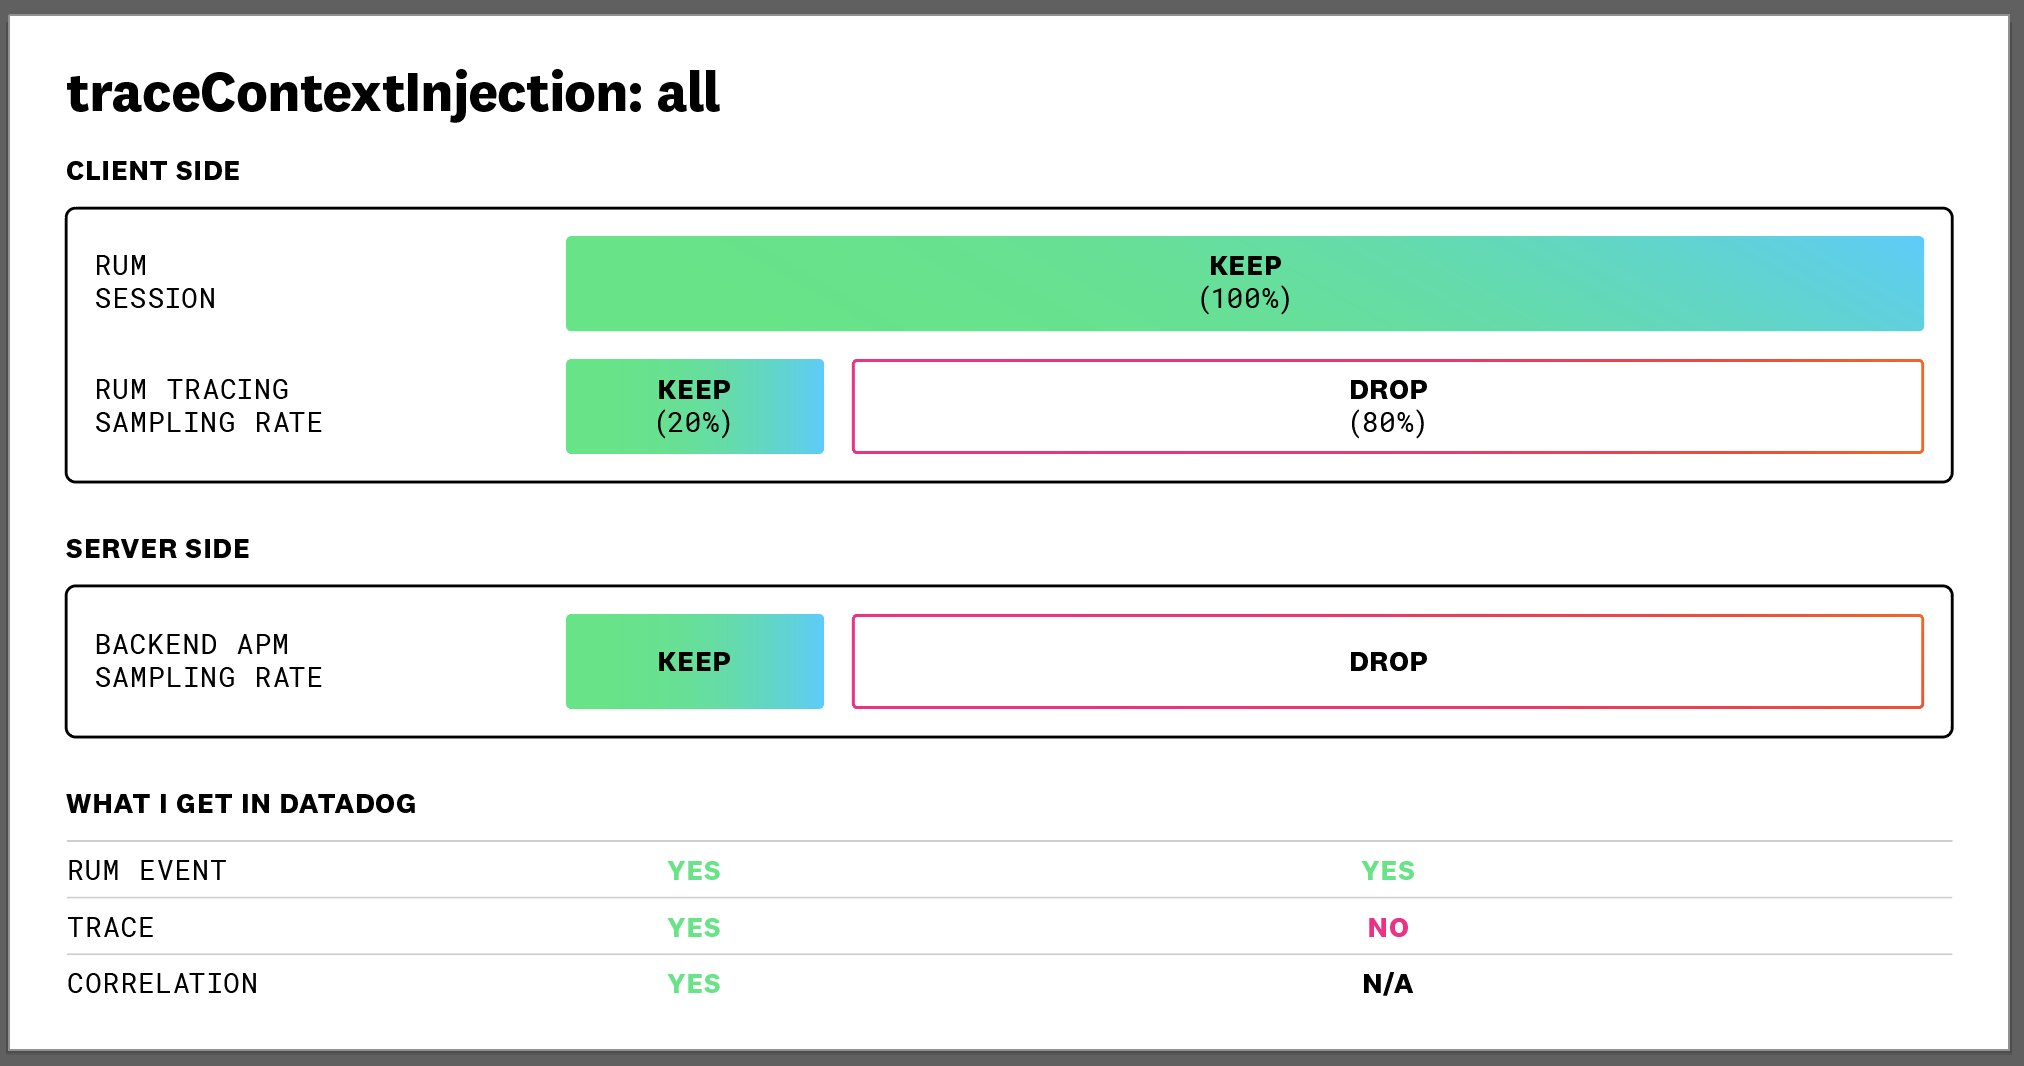 traceContextInjection: all
CLIENT SIDE
RUM
SESSION
KEEP
(100%)
RUM TRACING
SAMPLING RATE
KEEP
(20%)
DROP
(80%)
SERVER SIDE
BACKEND APM
SAMPLING RATE
KEEP
DROP
WHAT I GET IN DATADOG
RUM EVENT YES YES
TRACE YES NO
CORRELATION YES N/A